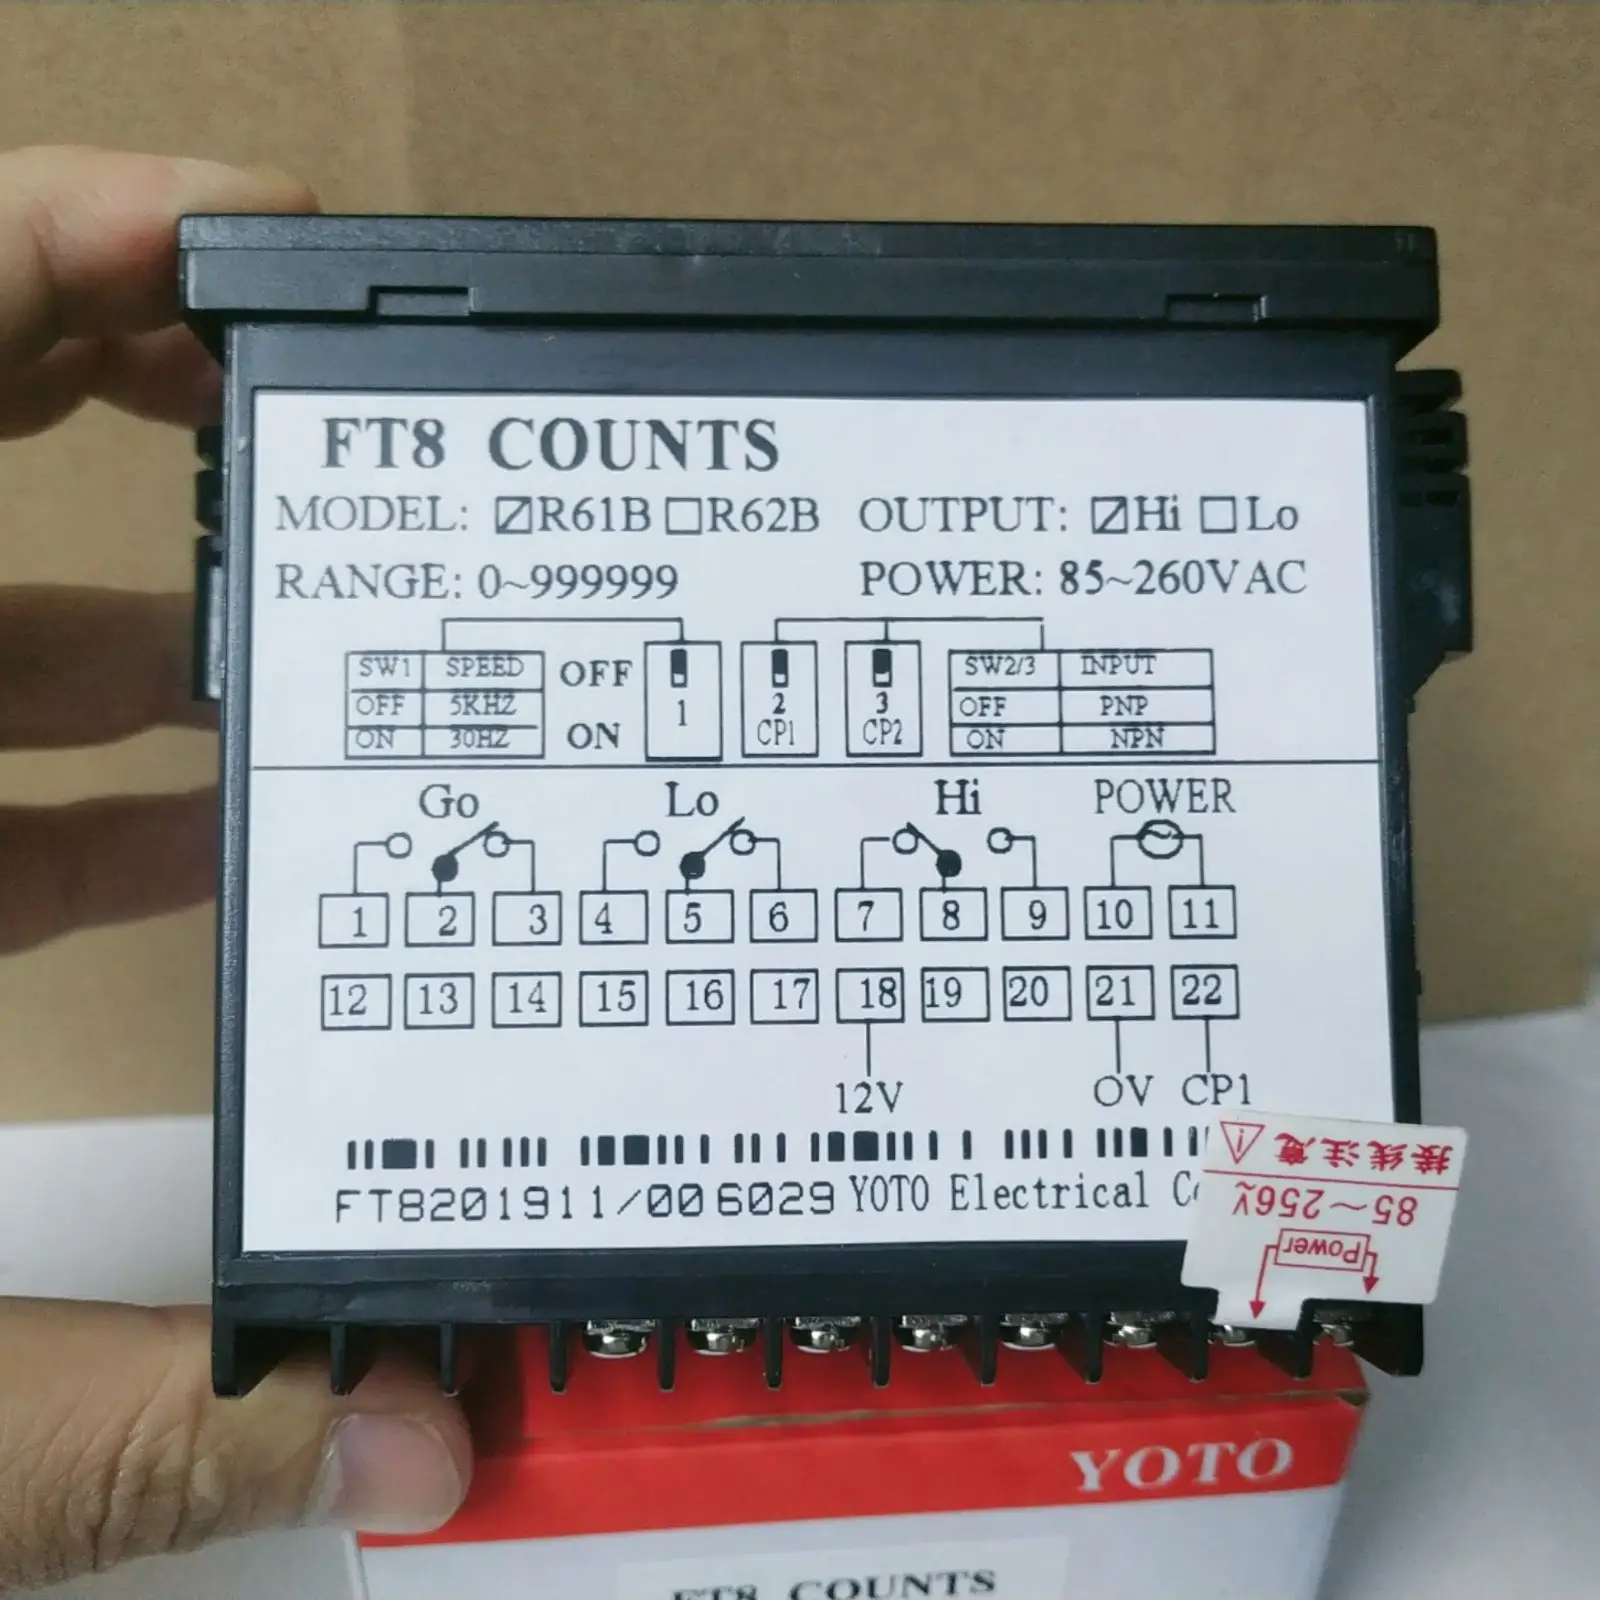 FT8 COUNTS
MODEL: ☑R61B ☐R62B OUTPUT: ☑Hi ☐Lo
RANGE: 0~999999 POWER: 85~260VAC
SW1 SPEED OFF SW2/3 INPUT
OFF 5KHZ 1 2 3 OFF PNP
ON 30HZ ON CP1 CP2 ON NPN
Go Lo Hi POWER
1 2 3 4 5 6 7 8 9 10 11
12 13 14 15 16 17 18 19 20 21 22
12V OV CP1
FT8201911/006029 YOTO Electrical
接线注意
85~256V~
Power
YOTO
FT8 COUNTS